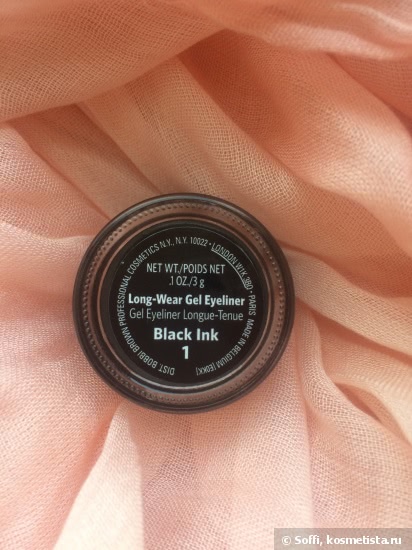 DIST BOBBI BROWN PROFESSIONAL COSMETICS N.Y., N.Y. 10022 • LONDON W1K 3BQ • PARIS MADE IN BELGIUM
NET WT./POIDS NET
.1 OZ./3 g
Long-Wear Gel Eyeliner
Gel Eyeliner Longue-Tenue
Black Ink
1
© Soffi, kosmetista.ru